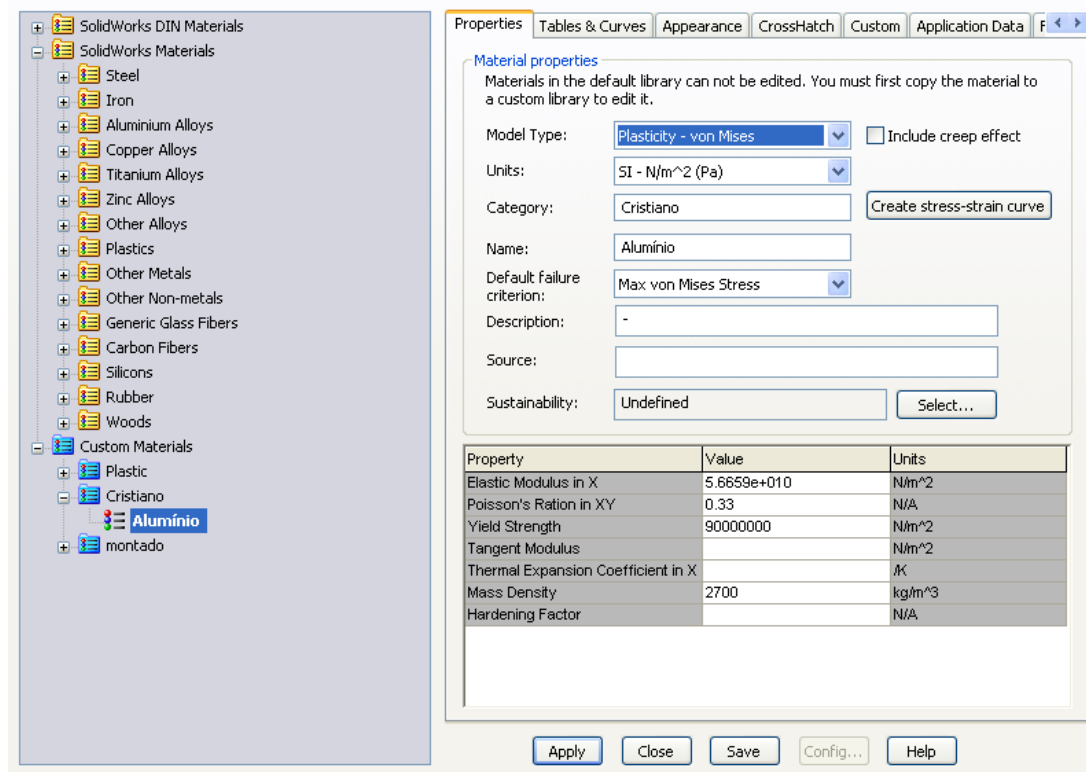 SolidWorks DIN Materials
SolidWorks Materials
Steel
Iron
Aluminium Alloys
Copper Alloys
Titanium Alloys
Zinc Alloys
Other Alloys
Plastics
Other Metals
Other Non-metals
Generic Glass Fibers
Carbon Fibers
Silicons
Rubber
Woods
Custom Materials
Plastic
Cristiano
Alumínio
montado
Properties Tables & Curves Appearance CrossHatch Custom Application Data F
Material properties
Materials in the default library can not be edited. You must first copy the material to
a custom library to edit it.
Model Type: Plasticity - von Mises Include creep effect
Units: SI - N/m^2 (Pa)
Category: Cristiano Create stress-strain curve
Name: Alumínio
Default failure
criterion: Max von Mises Stress
Description: -
Source:
Sustainability: Undefined Select...
Property Value Units
Elastic Modulus in X 5.6659e+010 N/m^2
Poisson's Ration in XY 0.33 N/A
Yield Strength 90000000 N/m^2
Tangent Modulus N/m^2
Thermal Expansion Coefficient in X /K
Mass Density 2700 kg/m^3
Hardening Factor N/A
Apply Close Save Config... Help